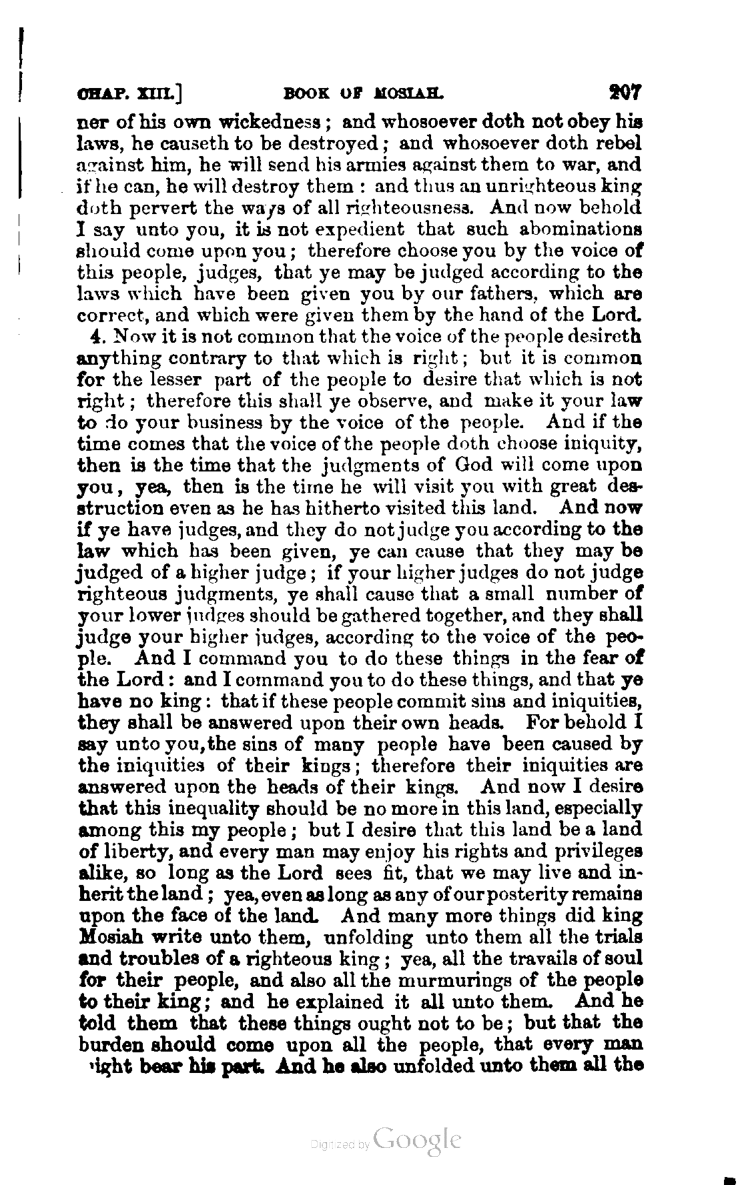 CHAP. XIII.] BOOK OF MOSIAH. 207
ner of his own wickedness; and whosoever doth not obey his
laws, he causeth to be destroyed; and whosoever doth rebel
against him, he will send his armies against them to war, and
if he can, he will destroy them : and thus an unrighteous king
doth pervert the ways of all righteousness. And now behold
I say unto you, it is not expedient that such abominations
should come upon you; therefore choose you by the voice of
this people, judges, that ye may be judged according to the
laws which have been given you by our fathers, which are
correct, and which were given them by the hand of the Lord.
4. Now it is not common that the voice of the people desireth
anything contrary to that which is right; but it is common
for the lesser part of the people to desire that which is not
right; therefore this shall ye observe, and make it your law
to do your business by the voice of the people. And if the
time comes that the voice of the people doth choose iniquity,
then is the time that the judgments of God will come upon
you, yea, then is the time he will visit you with great des-
struction even as he has hitherto visited this land. And now
if ye have judges, and they do not judge you according to the
law which has been given, ye can cause that they may be
judged of a higher judge; if your higher judges do not judge
righteous judgments, ye shall cause that a small number of
your lower judges should be gathered together, and they shall
judge your higher judges, according to the voice of the peo-
ple. And I command you to do these things in the fear of
the Lord: and I command you to do these things, and that ye
have no king: that if these people commit sins and iniquities,
they shall be answered upon their own heads. For behold I
say unto you, the sins of many people have been caused by
the iniquities of their kings; therefore their iniquities are
answered upon the heads of their kings. And now I desire
that this inequality should be no more in this land, especially
among this my people; but I desire that this land be a land
of liberty, and every man may enjoy his rights and privileges
alike, so long as the Lord sees fit, that we may live and in-
herit the land; yea, even as long as any of our posterity remains
upon the face of the land. And many more things did king
Mosiah write unto them, unfolding unto them all the trials
and troubles of a righteous king; yea, all the travails of soul
for their people, and also all the murmurings of the people
to their king; and he explained it all unto them. And he
told them that these things ought not to be; but that the
burden should come upon all the people, that every man
ight bear his part. And he also unfolded unto them all the
Digitized by Google